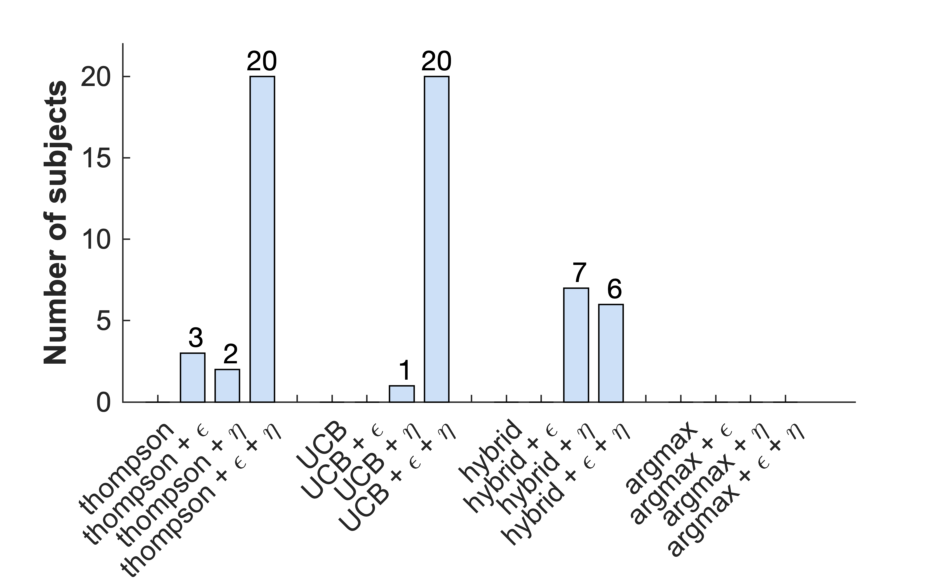 Number of subjects
20
15
10
5
0
3
2
20
1
20
7
6
thompson
thompson + ϵ
thompson + η
thompson + ϵ + η
UCB
UCB + ϵ
UCB + η
UCB + ϵ + η
hybrid
hybrid + ϵ
hybrid + η
hybrid + ϵ + η
argmax
argmax + ϵ
argmax + η
argmax + ϵ + η